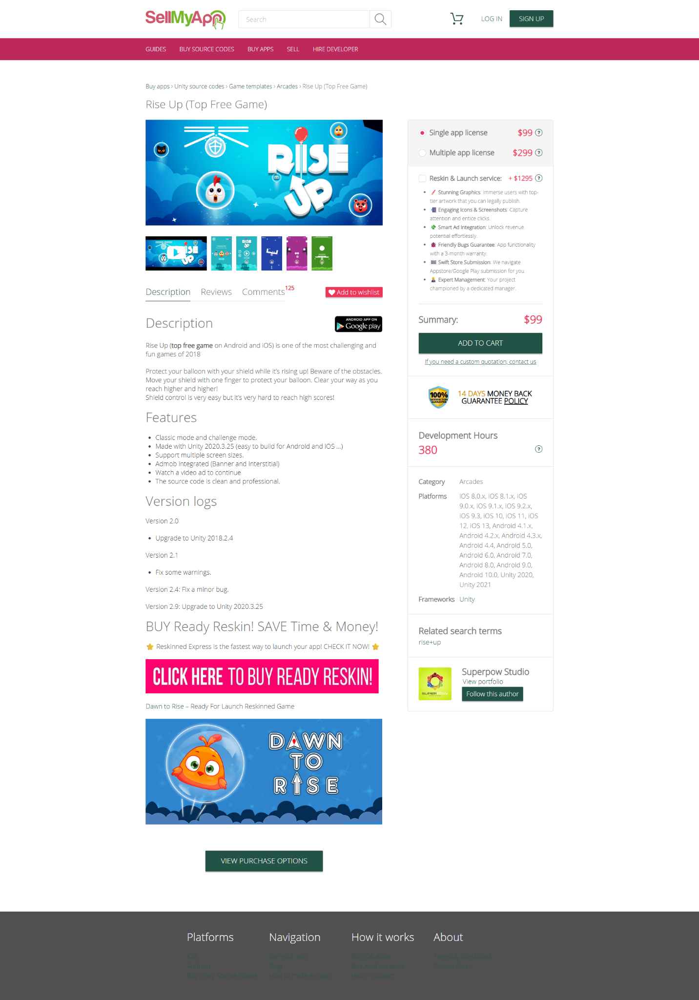 SellMyApp
Search
LOG IN
SIGN UP
GUIDES
BUY SOURCE CODES
BUY APPS
SELL
HIRE DEVELOPER
Buy apps › Unity source codes › Game templates › Arcades › Rise Up (Top Free Game)
Rise Up (Top Free Game)
RISE
UP
RISE
UP
RISE
UP
1
Description
Reviews
Comments 125
Add to wishlist
Description
ANDROID APP ON
Google play
Rise Up (top free game on Android and iOS) is one of the most challenging and
fun games of 2018
Protect your balloon with your shield while it's rising up! Beware of the obstacles.
Move your shield with one finger to protect your balloon. Clear your way as you
reach higher and higher!
Shield control is very easy but it's very hard to reach high scores!
Features
• Classic mode and challenge mode.
• Made with Unity 2020.3.25 (easy to build for Android and iOS …)
• Support multiple screen sizes.
• Admob integrated (Banner and Interstitial)
• Watch a video ad to continue
• The source code is clean and professional.
Version logs
Version 2.0
• Upgrade to Unity 2018.2.4
Version 2.1
• Fix some warnings.
Version 2.4: Fix a minor bug.
Version 2.9: Upgrade to Unity 2020.3.25
BUY Ready Reskin! SAVE Time & Money!
⭐ Reskinned Express is the fastest way to launch your app! CHECK IT NOW! ⭐
CLICK HERE TO BUY READY RESKIN!
Dawn to Rise – Ready For Launch Reskinned Game
DAWN
TO
RISE
VIEW PURCHASE OPTIONS
Single app license $99 ?
Multiple app license $299 ?
Reskin & Launch service: + $1295 ?
• Stunning Graphics: Immerse users with top-
tier artwork that you can legally publish.
• Engaging Icons & Screenshots: Capture
attention and entice clicks.
• Smart Ad Integration: Unlock revenue
potential effortlessly.
• Friendly Bugs Guarantee: App functionality
with a 3-month warranty.
• Swift Store Submission: We navigate
Appstore/Google Play submission for you.
• Expert Management: Your project
championed by a dedicated manager.
Summary: $99
ADD TO CART
If you need a custom quotation, contact us
100%
SATISFACTION
GUARANTEE
14 DAYS MONEY BACK
GUARANTEE POLICY
Development Hours
380 ?
Category Arcades
Platforms iOS 8.0.x, iOS 8.1.x, iOS
9.0.x, iOS 9.1.x, iOS 9.2.x,
iOS 9.3, iOS 10, iOS 11, iOS
12, iOS 13, Android 4.1.x,
Android 4.2.x, Android 4.3.x,
Android 4.4, Android 5.0,
Android 6.0, Android 7.0,
Android 8.0, Android 9.0,
Android 10.0, Unity 2020,
Unity 2021
Frameworks Unity
Related search terms
rise+up
SUPERPOW
Superpow Studio
View portfolio
Follow this author
Platforms
iOS
Android
Buy Unity Source Codes
Navigation
Sell your app
Blog
How to make an app
How it works
Buy iOS apps
Buy Android apps
Help / Support
About
Terms & Conditions
Privacy Policy